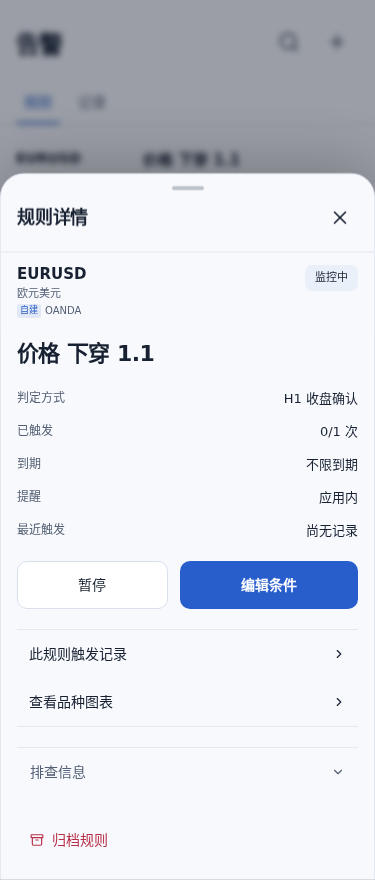 告警
规则 记录
EURUSD 价格 下穿 1.1
规则详情
EURUSD 监控中
欧元美元
自建 OANDA
价格 下穿 1.1
判定方式 H1 收盘确认
已触发 0/1 次
到期 不限到期
提醒 应用内
最近触发 尚无记录
暂停 编辑条件
此规则触发记录
查看品种图表
排查信息
归档规则